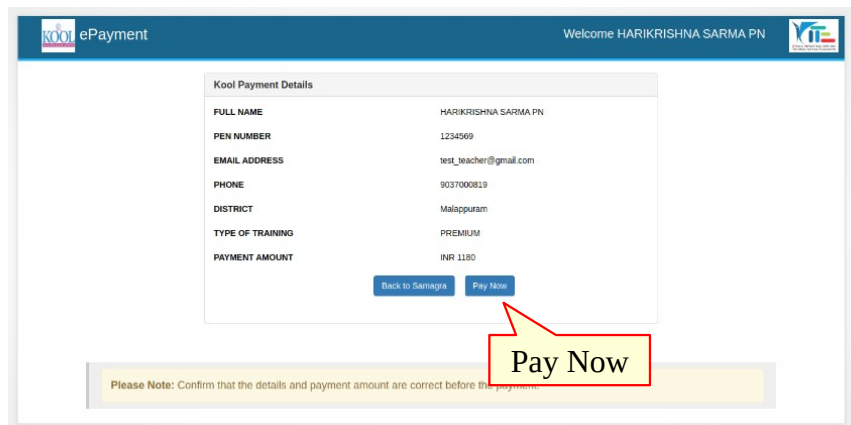 KOOL ePayment Welcome HARIKRISHNA SARMA PN
Kool Payment Details
FULL NAME HARIKRISHNA SARMA PN
PEN NUMBER 1234569
EMAIL ADDRESS test_teacher@gmail.com
PHONE 9037000819
DISTRICT Malappuram
TYPE OF TRAINING PREMIUM
PAYMENT AMOUNT INR 1180
Back to Samagra Pay Now
Pay Now
Please Note: Confirm that the details and payment amount are correct before the payment.